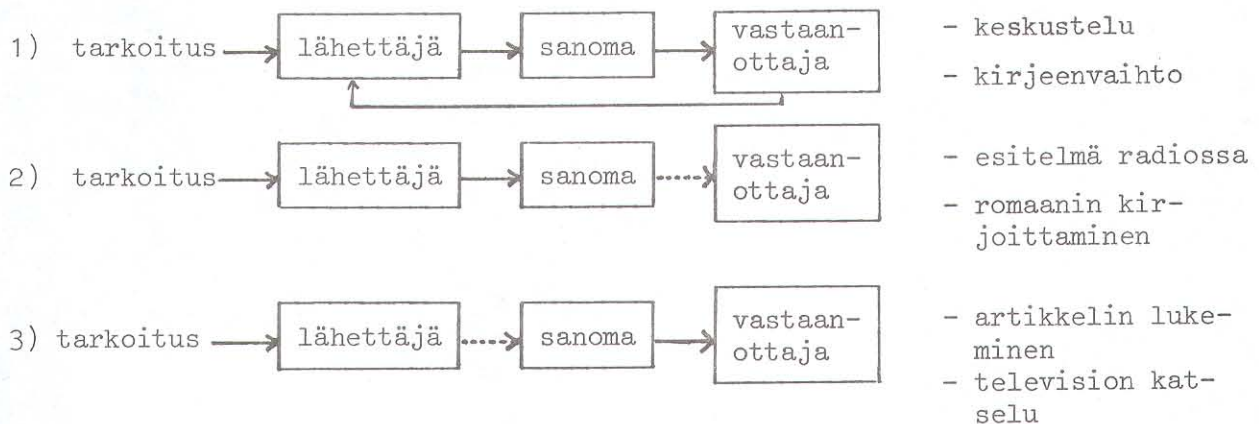 1) tarkoitus lähettäjä sanoma vastaan-
ottaja
- keskustelu
- kirjeenvaihto
2) tarkoitus lähettäjä sanoma vastaan-
ottaja
- esitelmä radiossa
- romaanin kir-
joittaminen
3) tarkoitus lähettäjä sanoma vastaan-
ottaja
- artikkelin luke-
minen
- television kat-
selu